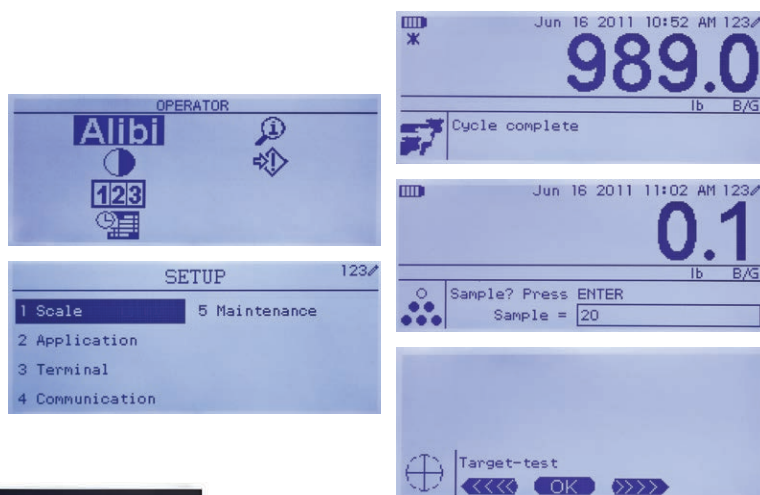 OPERATOR
Alibi
123
SETUP 123
1 Scale 5 Maintenance
2 Application
3 Terminal
4 Communication
Jun 16 2011 10:52 AM 123
989.0
lb B/G
Cycle complete
Jun 16 2011 11:02 AM 123
0.1
lb B/G
Sample? Press ENTER
Sample = 20
Target-test
<<<< OK >>>>